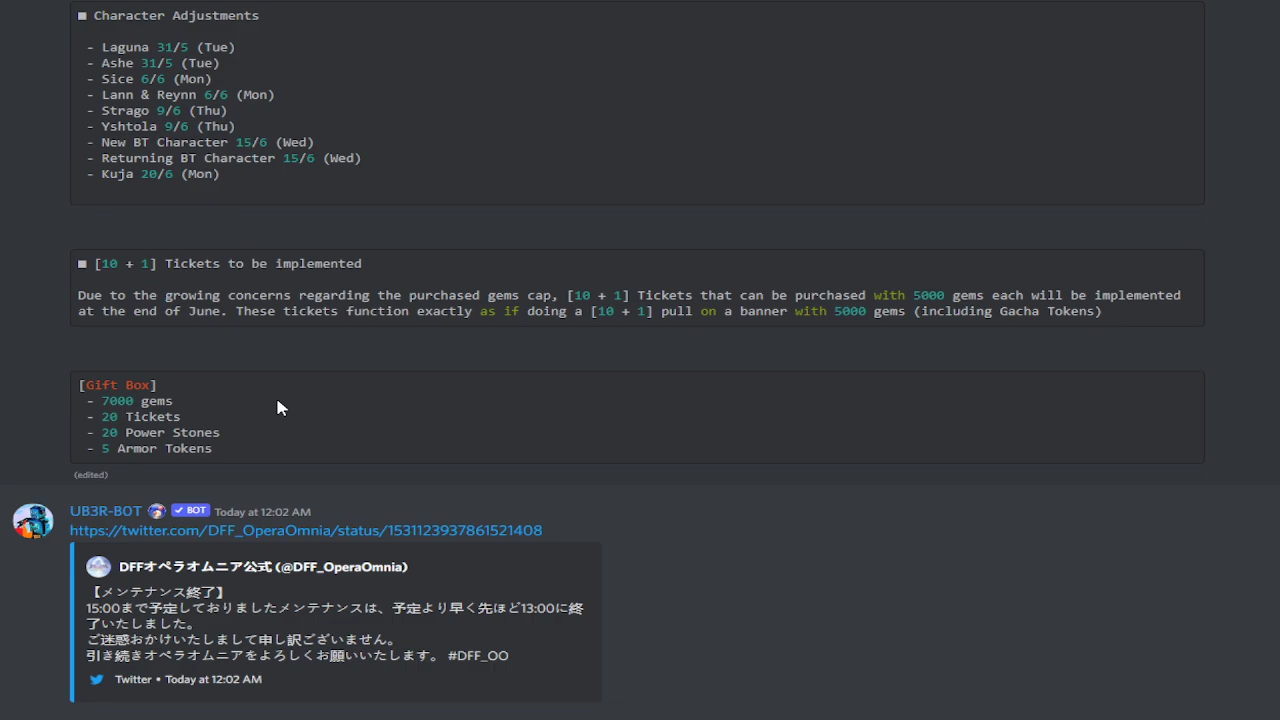 ■ Character Adjustments
- Laguna 31/5 (Tue)
- Ashe 31/5 (Tue)
- Sice 6/6 (Mon)
- Lann & Reynn 6/6 (Mon)
- Strago 9/6 (Thu)
- Yshtola 9/6 (Thu)
- New BT Character 15/6 (Wed)
- Returning BT Character 15/6 (Wed)
- Kuja 20/6 (Mon)
■ [10 + 1] Tickets to be implemented
Due to the growing concerns regarding the purchased gems cap, [10 + 1] Tickets that can be purchased with 5000 gems each will be implemented
at the end of June. These tickets function exactly as if doing a [10 + 1] pull on a banner with 5000 gems (including Gacha Tokens)
[Gift Box]
- 7000 gems
- 20 Tickets
- 20 Power Stones
- 5 Armor Tokens
(edited)
UB3R-B0T ✓ BOT Today at 12:02 AM
https://twitter.com/DFF_OperaOmnia/status/1531123937861521408
DFFオペラオムニア公式 (@DFF_OperaOmnia)
【メンテナンス終了】
15:00まで予定しておりましたメンテナンスは、予定より早く先ほど13:00に終
了いたしました。
ご迷惑おかけいたしまして申し訳ございません。
引き続きオペラオムニアをよろしくお願いいたします。 #DFF_OO
Twitter • Today at 12:02 AM